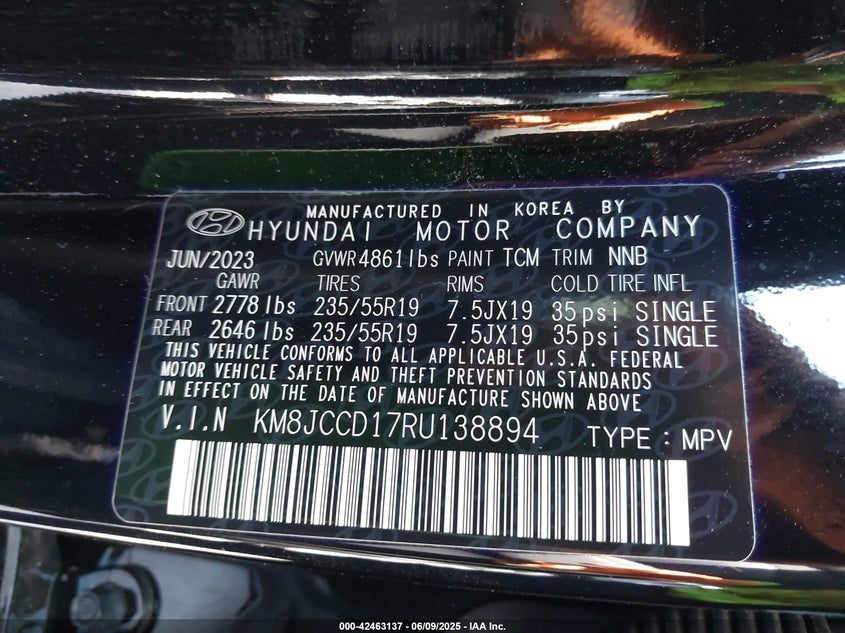 MANUFACTURED IN KOREA BY
HYUNDAI MOTOR COMPANY
JUN/2023 GVWR 4861 lbs PAINT TCM TRIM NNB
GAWR TIRES RIMS COLD TIRE INFL
FRONT 2778 lbs 235/55R19 7.5JX19 35psi SINGLE
REAR 2646 lbs 235/55R19 7.5JX19 35psi SINGLE
THIS VEHICLE CONFORMS TO ALL APPLICABLE U.S.A. FEDERAL
MOTOR VEHICLE SAFETY AND THEFT PREVENTION STANDARDS
IN EFFECT ON THE DATE OF MANUFACTURE SHOWN ABOVE
V.I.N KM8JCCD17RU138894 TYPE : MPV
000-42463137 - 06/09/2025 - IAA Inc.